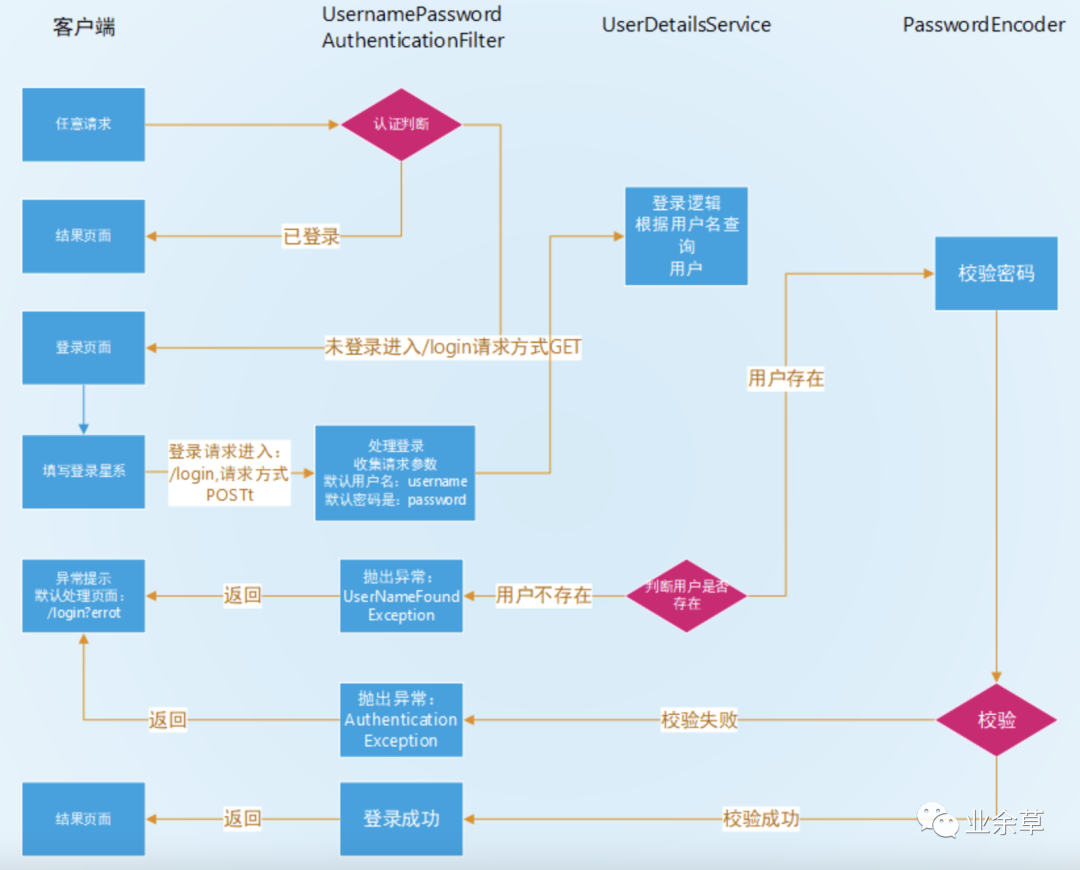 客户端
UsernamePassword
AuthenticationFilter
UserDetailsService
PasswordEncoder
任意请求
认证判断
结果页面
已登录
登录逻辑
根据用户名查
询
用户
校验密码
登录页面
未登录进入/login请求方式GET
用户存在
填写登录星系
登录请求进入：
/login,请求方式
POSTt
处理登录
收集请求参数
默认用户名：username
默认密码是：password
异常提示
默认处理页面：
/login?errot
返回
抛出异常：
UserNameFound
Exception
用户不存在
判断用户是否
存在
返回
抛出异常：
Authentication
Exception
校验失败
校验
结果页面
返回
登录成功
校验成功
业余草